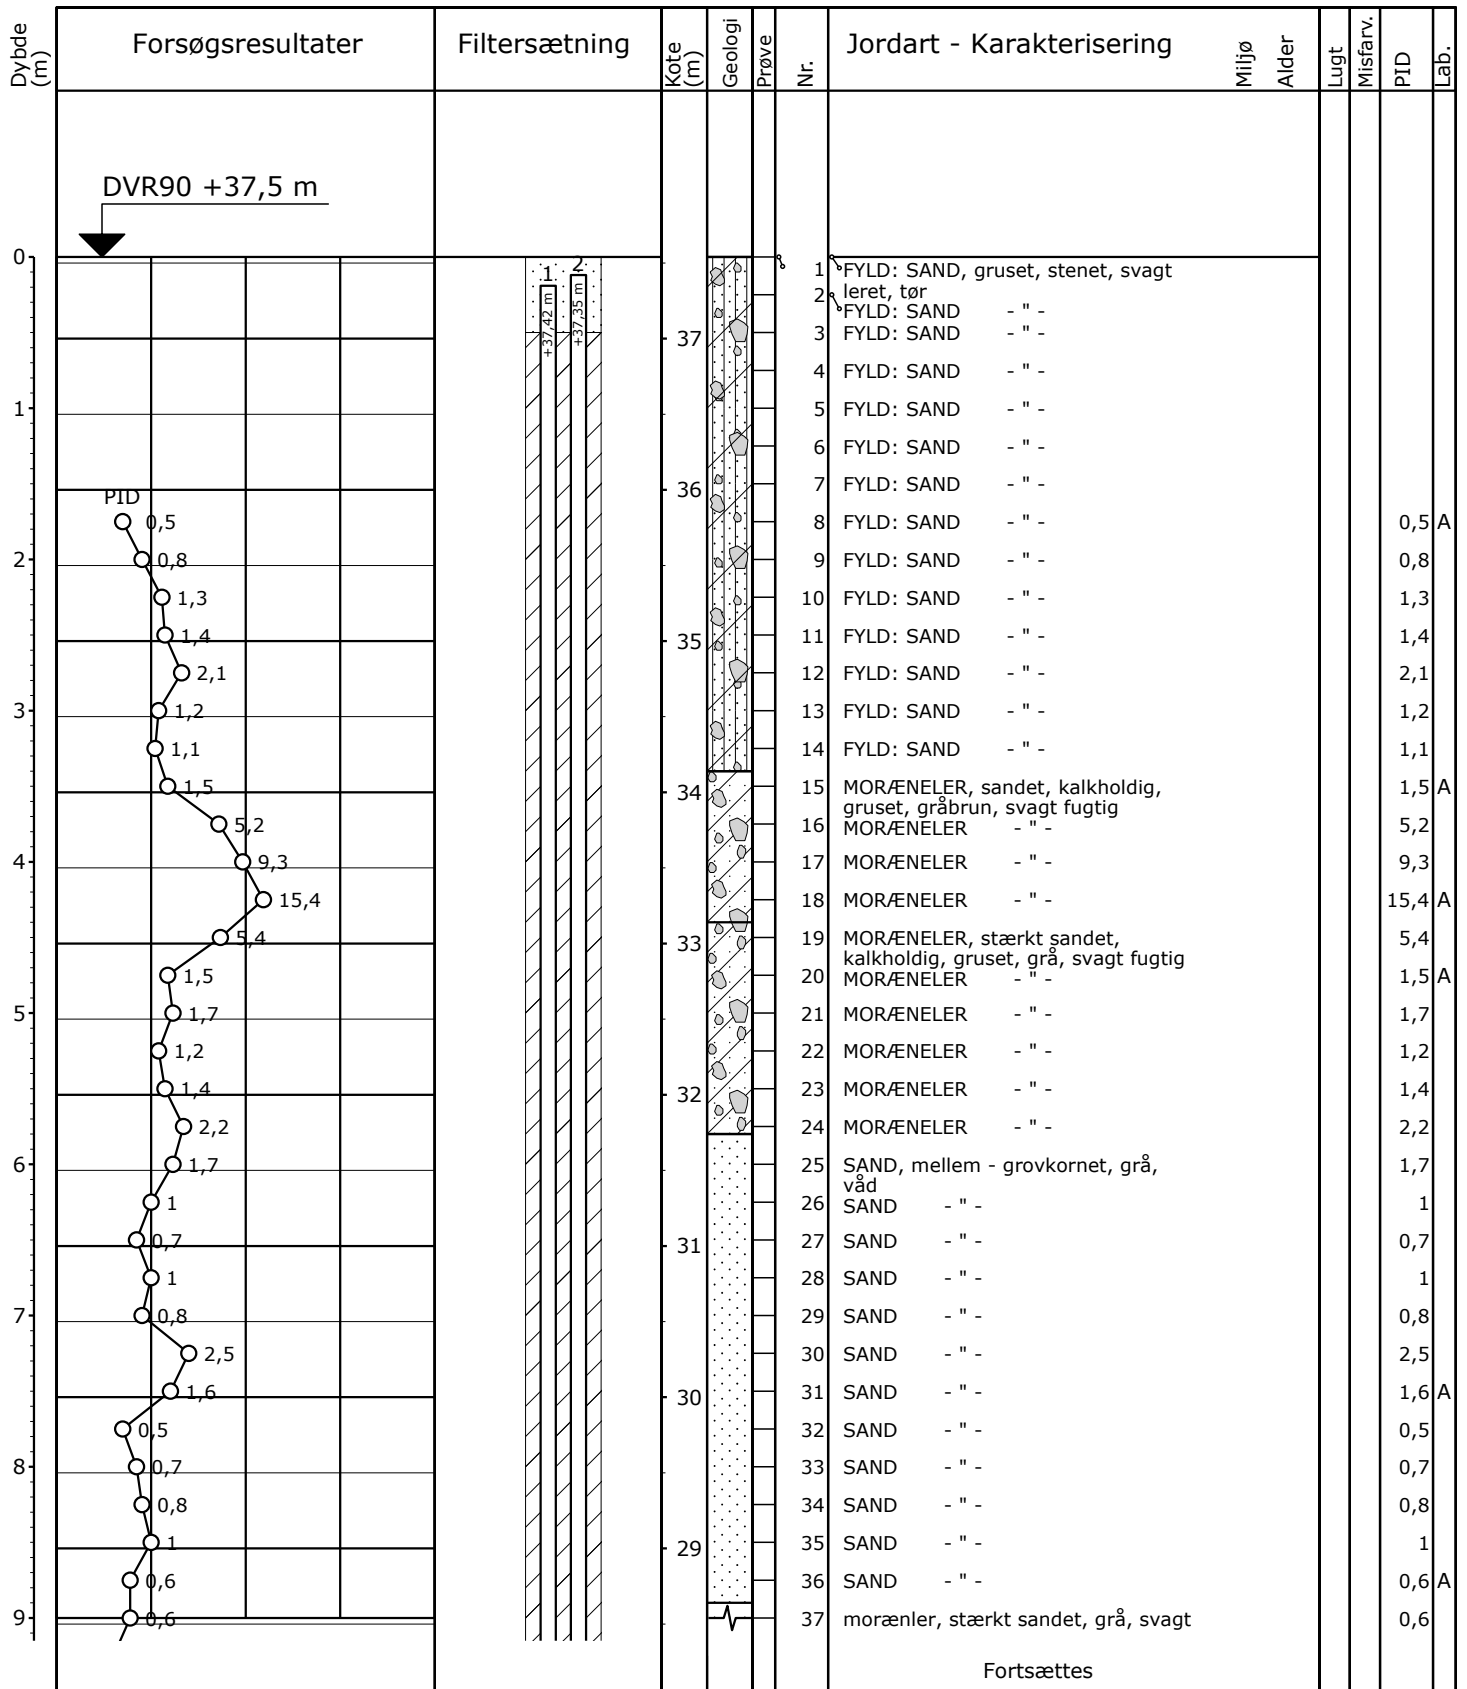 Dybde (m) Forsøgsresultater Filtersætning Kote (m) Geologi Prøve Nr. Jordart - Karakterisering Miljø Alder Lugt Misfarv. PID Lab.
DVR90 +37,5 m
0
1 2
+37,42 m +37,35 m
1 FYLD: SAND, gruset, stenet, svagt
leret, tør
2 FYLD: SAND - " -
37 3 FYLD: SAND - " -
4 FYLD: SAND - " -
1 5 FYLD: SAND - " -
6 FYLD: SAND - " -
7 FYLD: SAND - " -
PID 36
0,5 8 FYLD: SAND - " - 0,5 A
2 0,8 9 FYLD: SAND - " - 0,8
1,3 10 FYLD: SAND - " - 1,3
1,4 35 11 FYLD: SAND - " - 1,4
2,1 12 FYLD: SAND - " - 2,1
3 1,2 13 FYLD: SAND - " - 1,2
1,1 14 FYLD: SAND - " - 1,1
1,5 34 15 MORÆNELER, sandet, kalkholdig, 1,5 A
gruset, gråbrun, svagt fugtig
5,2 16 MORÆNELER - " - 5,2
4 9,3 17 MORÆNELER - " - 9,3
15,4 18 MORÆNELER - " - 15,4 A
5,4 33 19 MORÆNELER, stærkt sandet, 5,4
kalkholdig, gruset, grå, svagt fugtig
1,5 20 MORÆNELER - " - 1,5 A
5 1,7 21 MORÆNELER - " - 1,7
1,2 22 MORÆNELER - " - 1,2
1,4 32 23 MORÆNELER - " - 1,4
2,2 24 MORÆNELER - " - 2,2
6 1,7 25 SAND, mellem - grovkornet, grå, 1,7
våd
1 26 SAND - " - 1
0,7 31 27 SAND - " - 0,7
1 28 SAND - " - 1
7 0,8 29 SAND - " - 0,8
2,5 30 SAND - " - 2,5
1,6 30 31 SAND - " - 1,6 A
0,5 32 SAND - " - 0,5
8 0,7 33 SAND - " - 0,7
0,8 34 SAND - " - 0,8
1 29 35 SAND - " - 1
0,6 36 SAND - " - 0,6 A
9 0,6 37 morænler, stærkt sandet, grå, svagt 0,6
Fortsættes